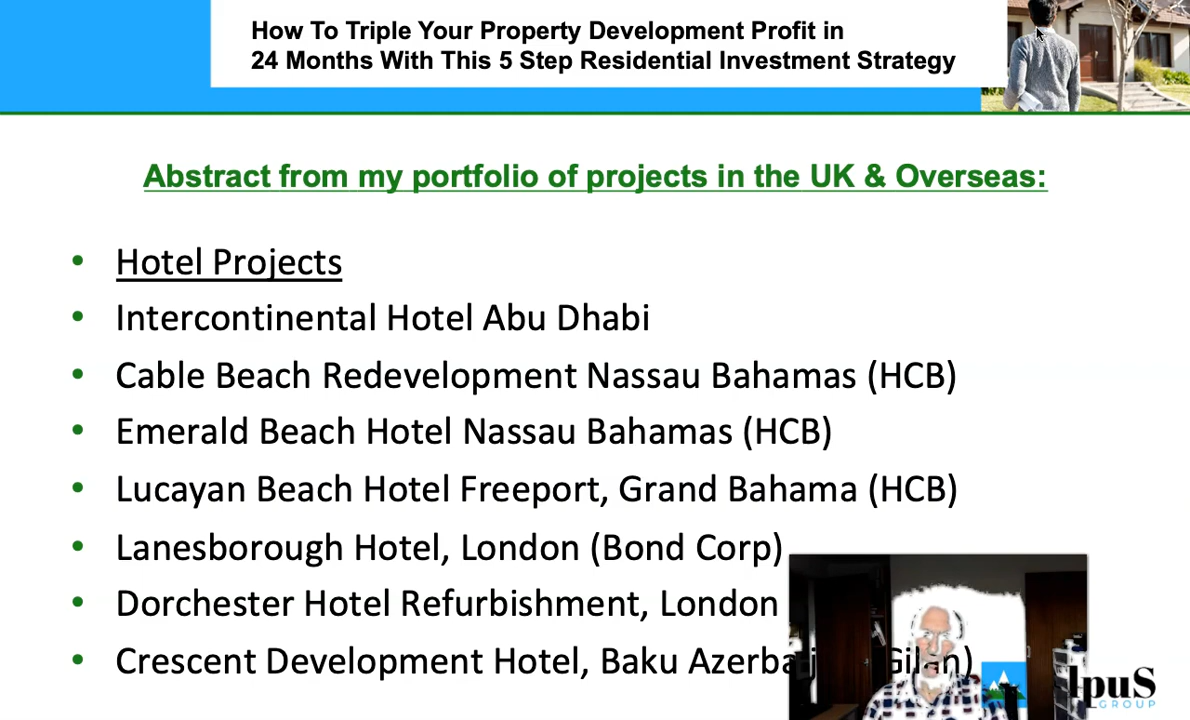 How To Triple Your Property Development Profit in
24 Months With This 5 Step Residential Investment Strategy
Abstract from my portfolio of projects in the UK & Overseas:
• Hotel Projects
• Intercontinental Hotel Abu Dhabi
• Cable Beach Redevelopment Nassau Bahamas (HCB)
• Emerald Beach Hotel Nassau Bahamas (HCB)
• Lucayan Beach Hotel Freeport, Grand Bahama (HCB)
• Lanesborough Hotel, London (Bond Corp)
• Dorchester Hotel Refurbishment, London
• Crescent Development Hotel, Baku
GROUP